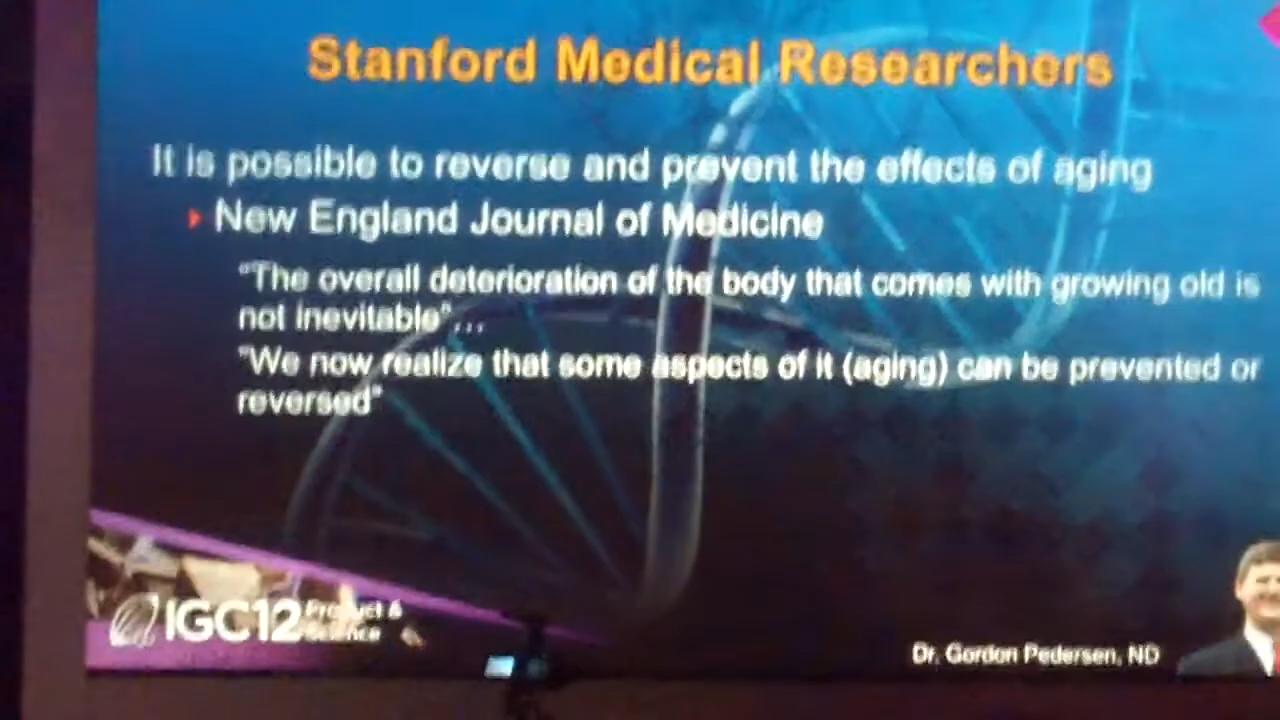 Stanford Medical Researchers
It is possible to reverse and prevent the effects of aging
New England Journal of Medicine
"The overall deterioration of the body that comes with growing old is
not inevitable"...
"We now realize that some aspects of it (aging) can be prevented or
reversed"
IGC12 Product &
Science
Dr. Gordon Pedersen, ND